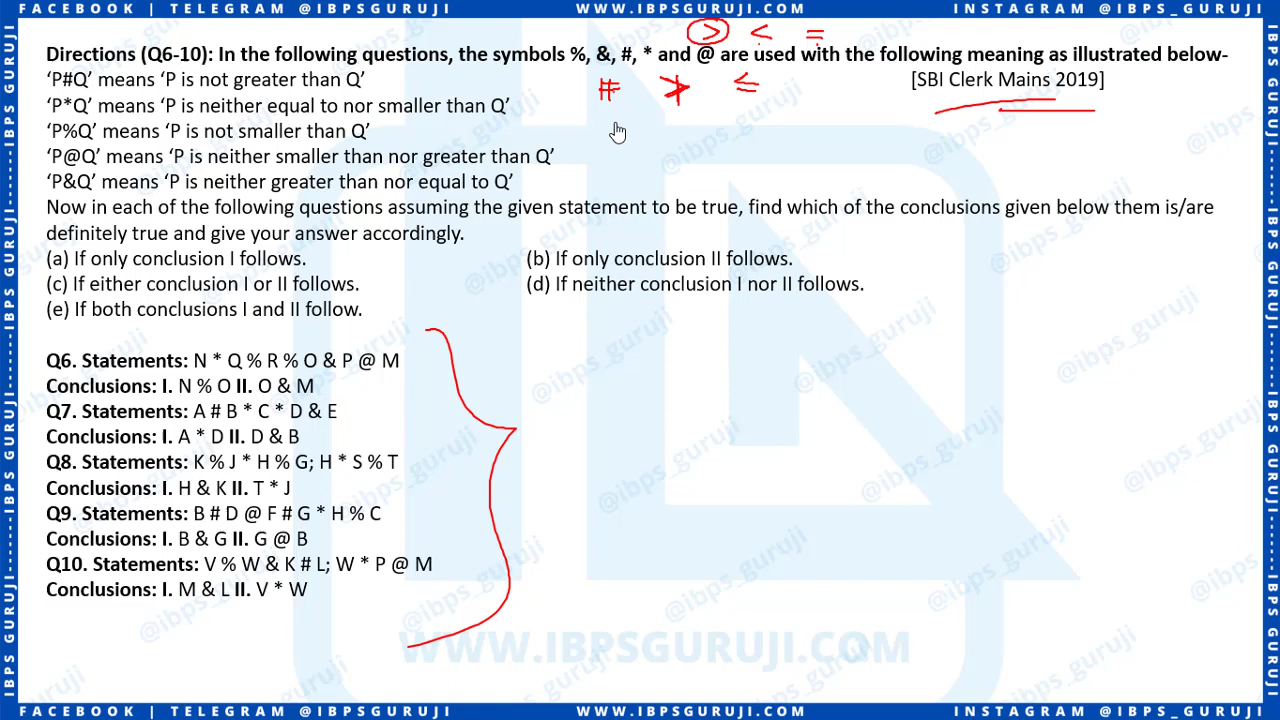 FACEBOOK | TELEGRAM @IBPSGURUJI WWW.IBPSGURUJI.COM INSTAGRAM @IBPS_GURUJI
> < =
Directions (Q6-10): In the following questions, the symbols %, &, #, * and @ are used with the following meaning as illustrated below-
‘P#Q’ means ‘P is not greater than Q’ [SBI Clerk Mains 2019]
# ≯ ≤
‘P*Q’ means ‘P is neither equal to nor smaller than Q’
‘P%Q’ means ‘P is not smaller than Q’
‘P@Q’ means ‘P is neither smaller than nor greater than Q’
‘P&Q’ means ‘P is neither greater than nor equal to Q’
Now in each of the following questions assuming the given statement to be true, find which of the conclusions given below them is/are
definitely true and give your answer accordingly.
(a) If only conclusion I follows. (b) If only conclusion II follows.
(c) If either conclusion I or II follows. (d) If neither conclusion I nor II follows.
(e) If both conclusions I and II follow.
Q6. Statements: N * Q % R % O & P @ M
Conclusions: I. N % O II. O & M
Q7. Statements: A # B * C * D & E
Conclusions: I. A * D II. D & B
Q8. Statements: K % J * H % G; H * S % T
Conclusions: I. H & K II. T * J
Q9. Statements: B # D @ F # G * H % C
Conclusions: I. B & G II. G @ B
Q10. Statements: V % W & K # L; W * P @ M
Conclusions: I. M & L II. V * W
WWW.IBPSGURUJI.COM
FACEBOOK | TELEGRAM @IBPSGURUJI WWW.IBPSGURUJI.COM INSTAGRAM @IBPS_GURUJI